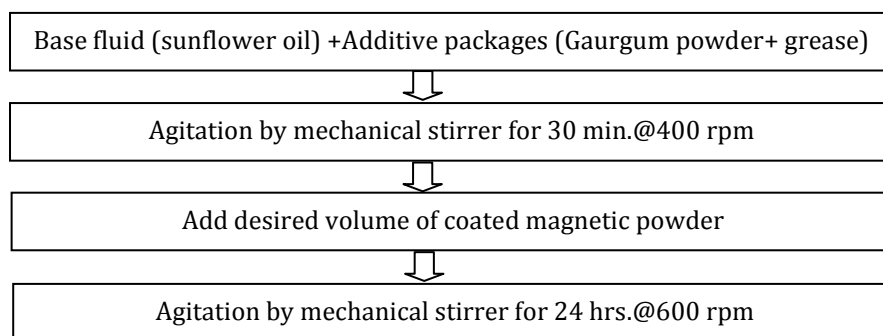 Base fluid (sunflower oil) +Additive packages (Gaurgum powder+ grease)
Agitation by mechanical stirrer for 30 min.@400 rpm
Add desired volume of coated magnetic powder
Agitation by mechanical stirrer for 24 hrs.@600 rpm